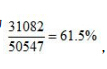 31082/50547 = 61.5% ,